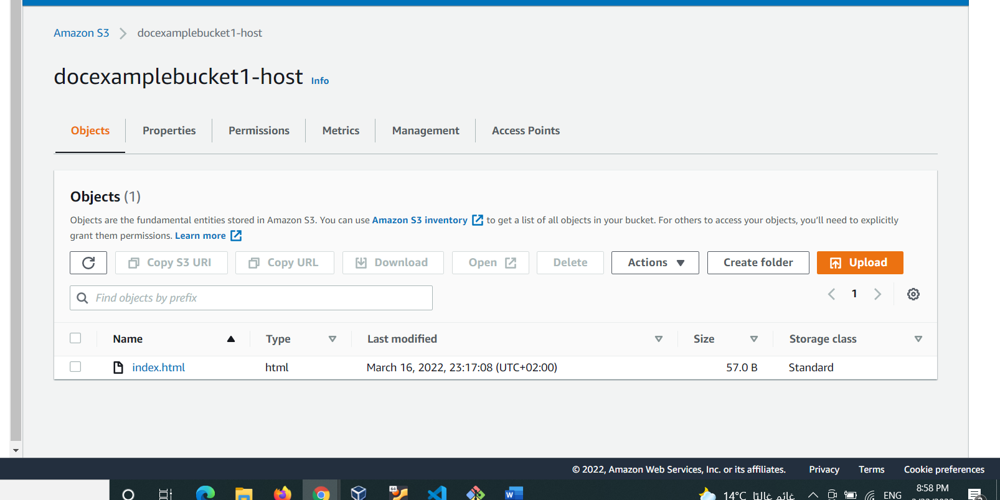 Amazon S3 docexamplebucket1-host
docexamplebucket1-host Info
Objects Properties Permissions Metrics Management Access Points
Objects (1)
Objects are the fundamental entities stored in Amazon S3. You can use Amazon S3 inventory to get a list of all objects in your bucket. For others to access your objects, you'll need to explicitly
grant them permissions. Learn more
Copy S3 URI Copy URL Download Open Delete Actions Create folder Upload
Find objects by prefix 1
Name Type Last modified Size Storage class
index.html html March 16, 2022, 23:17:08 (UTC+02:00) 57.0 B Standard
© 2022, Amazon Web Services, Inc. or its affiliates. Privacy Terms Cookie preferences
14°C غائم غالبًا ENG 8:58 PM